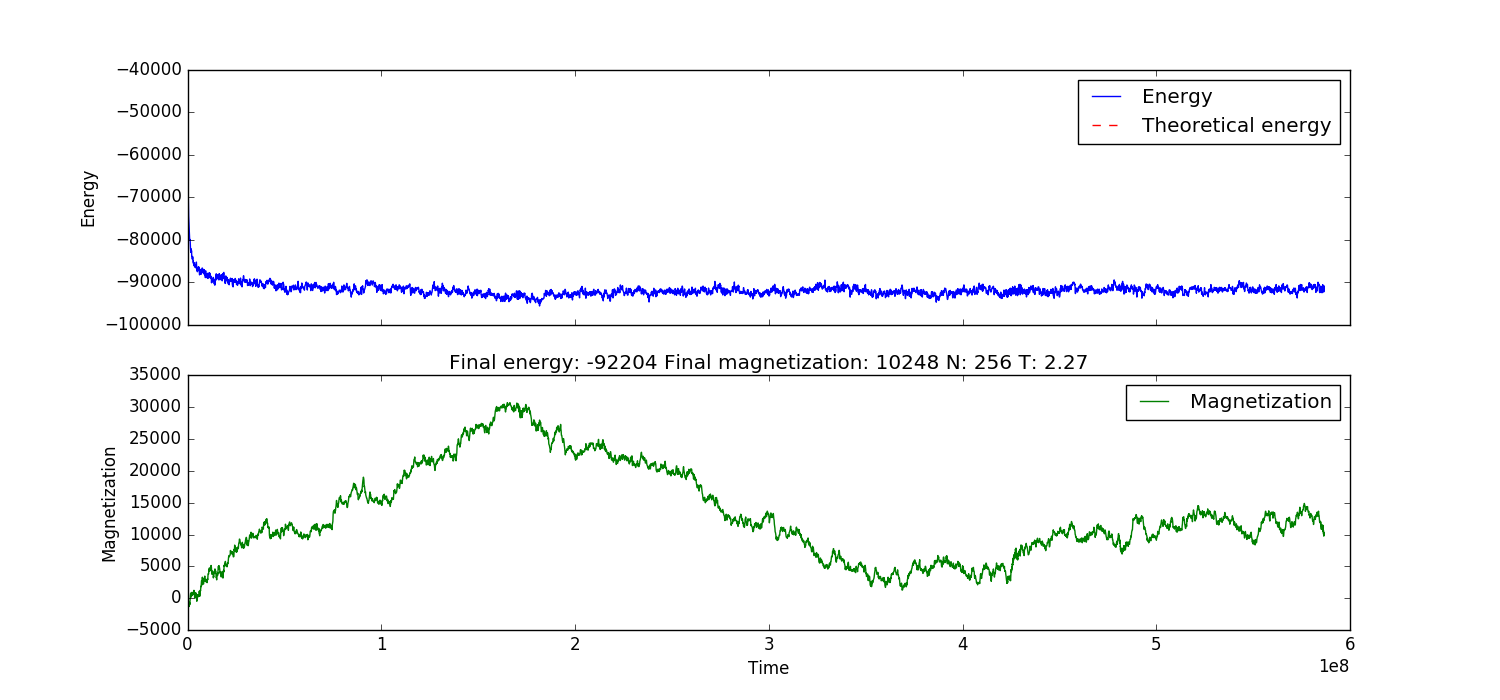 −40000
−50000
−60000
−70000
−80000
−90000
−100000
Energy
Energy
Theoretical energy
Final energy: -92204 Final magnetization: 10248 N: 256 T: 2.27
35000
30000
25000
20000
15000
10000
5000
0
−5000
Magnetization
Magnetization
0 1 2 3 4 5 6
1e8
Time